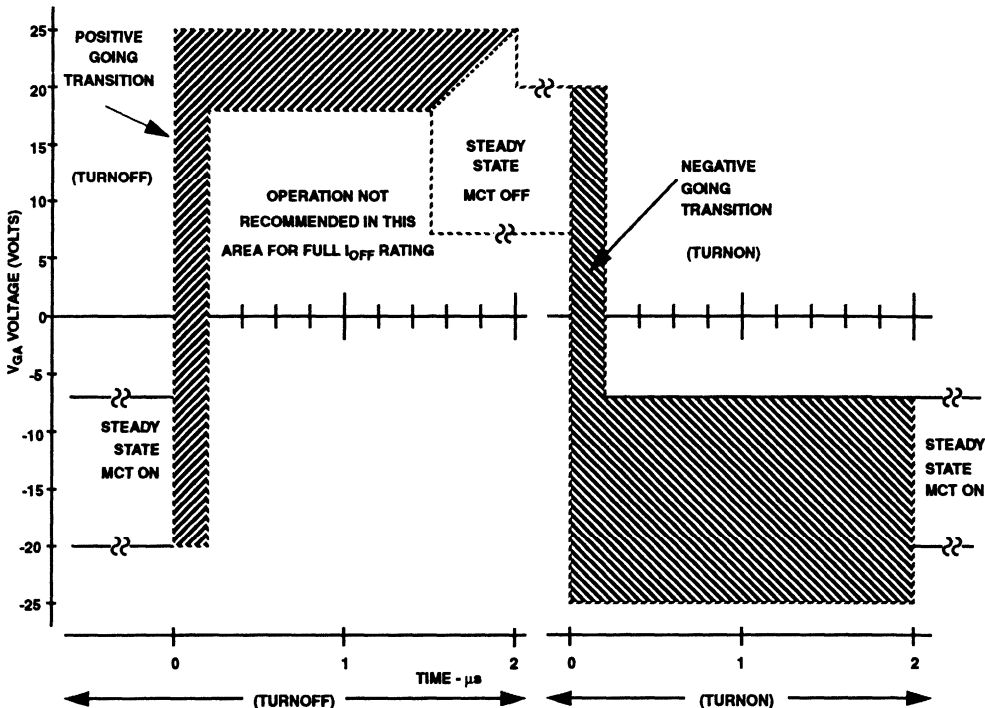 25
20
15
10
5
0
-5
-10
-15
-20
-25
V_GA VOLTAGE (VOLTS)
POSITIVE
GOING
TRANSITION
(TURNOFF)
OPERATION NOT
RECOMMENDED IN THIS
AREA FOR FULL I_OFF RATING
STEADY
STATE
MCT OFF
NEGATIVE
GOING
TRANSITION
(TURNON)
STEADY
STATE
MCT ON
STEADY
STATE
MCT ON
0 1 2 0 1 2
TIME - μs
(TURNOFF) (TURNON)